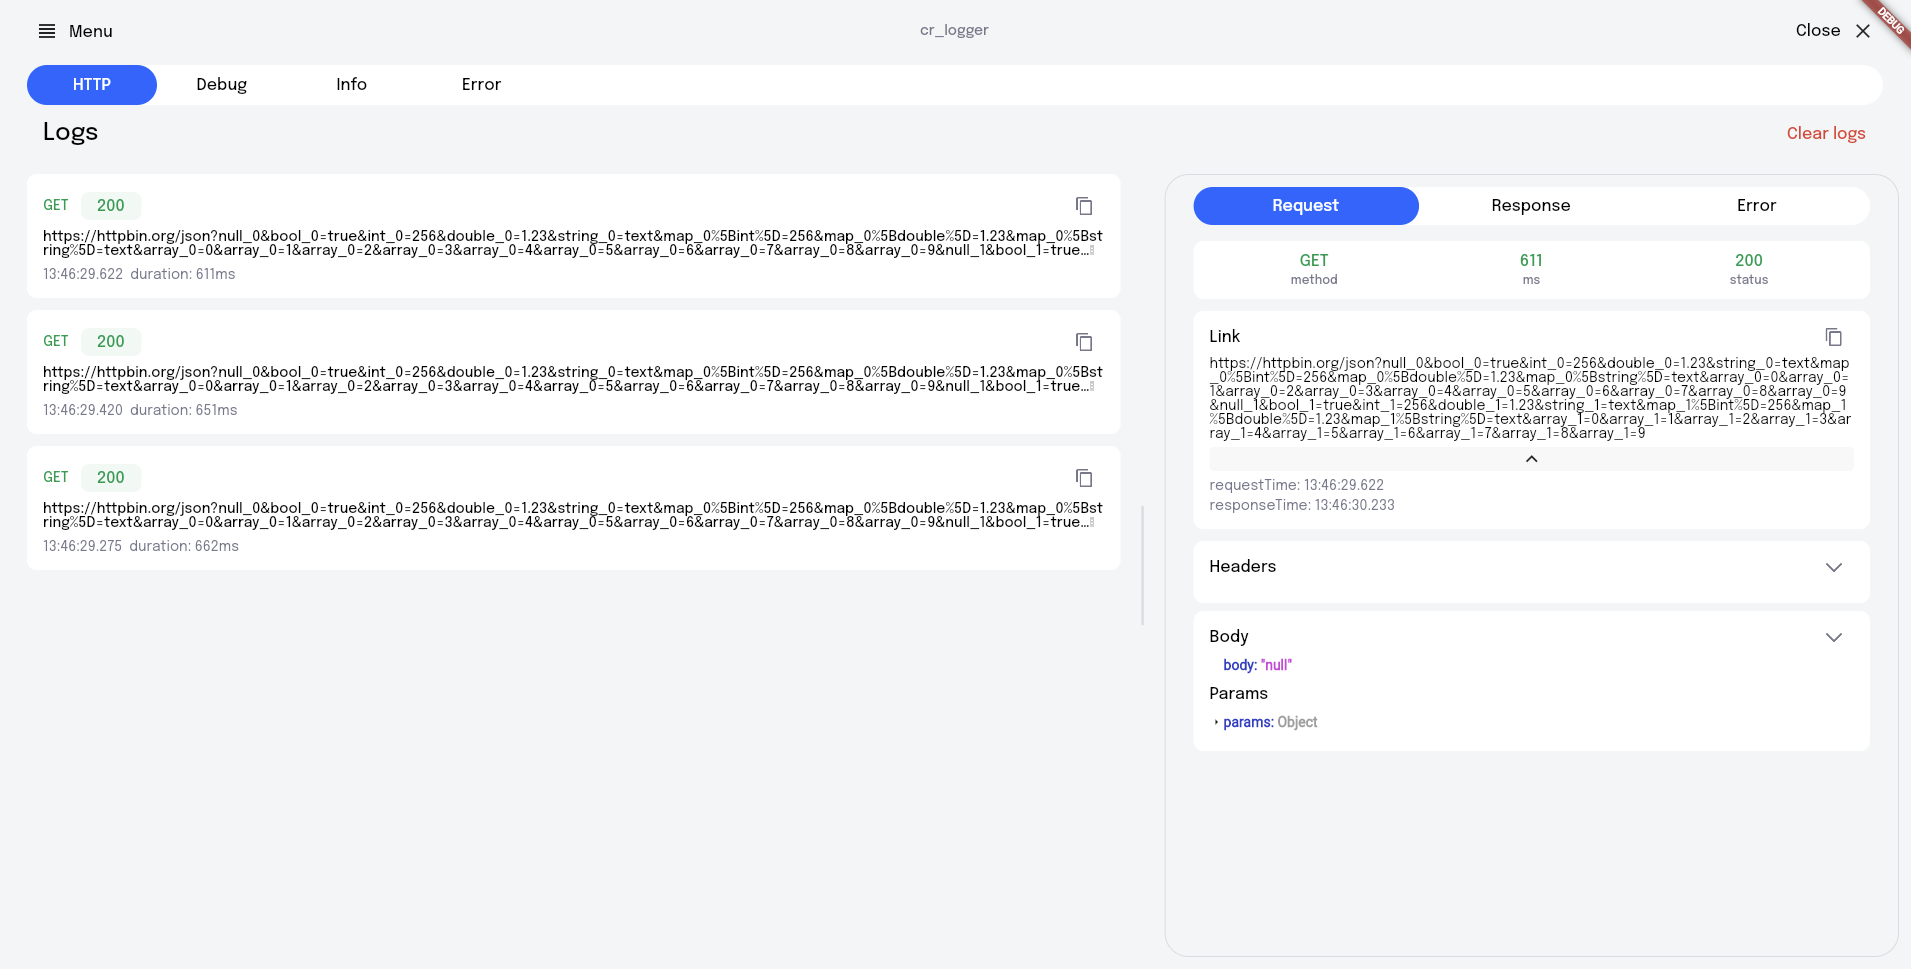 Menu
cr_logger
Close
DEBUG
HTTP
Debug
Info
Error
Logs
Clear logs
GET 200
https://httpbin.org/json?null_0&bool_0=true&int_0=256&double_0=1.23&string_0=text&map_0%5Bint%5D=256&map_0%5Bdouble%5D=1.23&map_0%5Bst
ring%5D=text&array_0=0&array_0=1&array_0=2&array_0=3&array_0=4&array_0=5&array_0=6&array_0=7&array_0=8&array_0=9&null_1&bool_1=true...
13:46:29.622 duration: 611ms
GET 200
https://httpbin.org/json?null_0&bool_0=true&int_0=256&double_0=1.23&string_0=text&map_0%5Bint%5D=256&map_0%5Bdouble%5D=1.23&map_0%5Bst
ring%5D=text&array_0=0&array_0=1&array_0=2&array_0=3&array_0=4&array_0=5&array_0=6&array_0=7&array_0=8&array_0=9&null_1&bool_1=true...
13:46:29.420 duration: 651ms
GET 200
https://httpbin.org/json?null_0&bool_0=true&int_0=256&double_0=1.23&string_0=text&map_0%5Bint%5D=256&map_0%5Bdouble%5D=1.23&map_0%5Bst
ring%5D=text&array_0=0&array_0=1&array_0=2&array_0=3&array_0=4&array_0=5&array_0=6&array_0=7&array_0=8&array_0=9&null_1&bool_1=true...
13:46:29.275 duration: 662ms
Request
Response
Error
GET
method
611
ms
200
status
Link
https://httpbin.org/json?null_0&bool_0=true&int_0=256&double_0=1.23&string_0=text&map
_0%5Bint%5D=256&map_0%5Bdouble%5D=1.23&map_0%5Bstring%5D=text&array_0=0&array_0=
1&array_0=2&array_0=3&array_0=4&array_0=5&array_0=6&array_0=7&array_0=8&array_0=9
&null_1&bool_1=true&int_1=256&double_1=1.23&string_1=text&map_1%5Bint%5D=256&map_1
%5Bdouble%5D=1.23&map_1%5Bstring%5D=text&array_1=0&array_1=1&array_1=2&array_1=3&ar
ray_1=4&array_1=5&array_1=6&array_1=7&array_1=8&array_1=9
requestTime: 13:46:29.622
responseTime: 13:46:30.233
Headers
Body
body: "null"
Params
params: Object